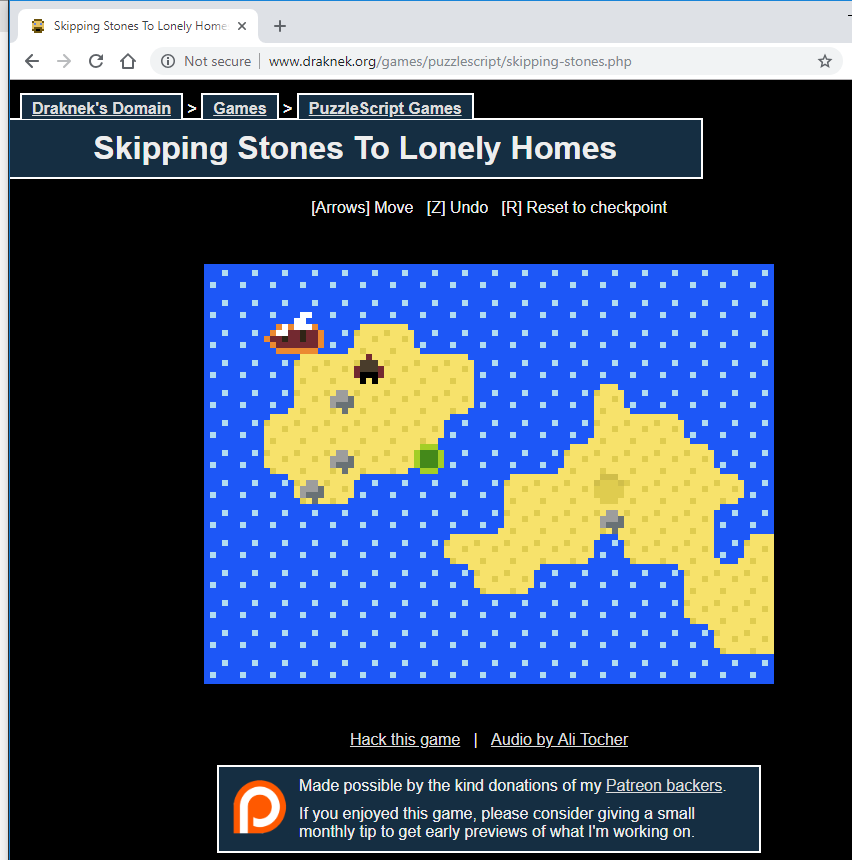 Skipping Stones To Lonely Home
Not secure | www.draknek.org/games/puzzlescript/skipping-stones.php
Draknek's Domain > Games > PuzzleScript Games
Skipping Stones To Lonely Homes
[Arrows] Move [Z] Undo [R] Reset to checkpoint
Hack this game | Audio by Ali Tocher
Made possible by the kind donations of my Patreon backers.
If you enjoyed this game, please consider giving a small
monthly tip to get early previews of what I'm working on.